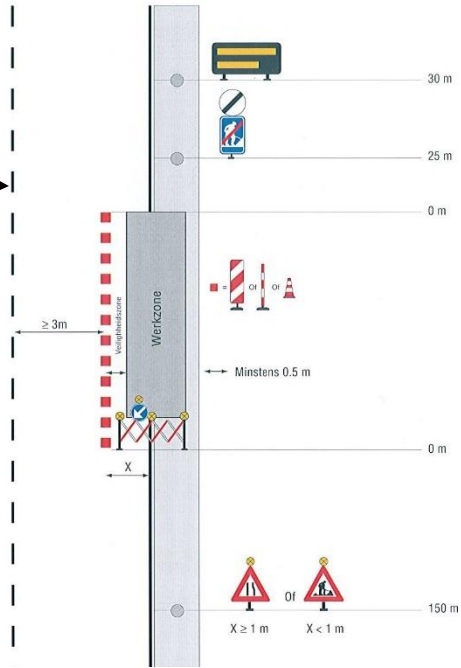 30 m
25 m
0 m
= Of Of
≥ 3m
Veiligheidszone
Werkzone
Minstens 0.5 m
X
0 m
Of
150 m
X ≥ 1 m
X < 1 m